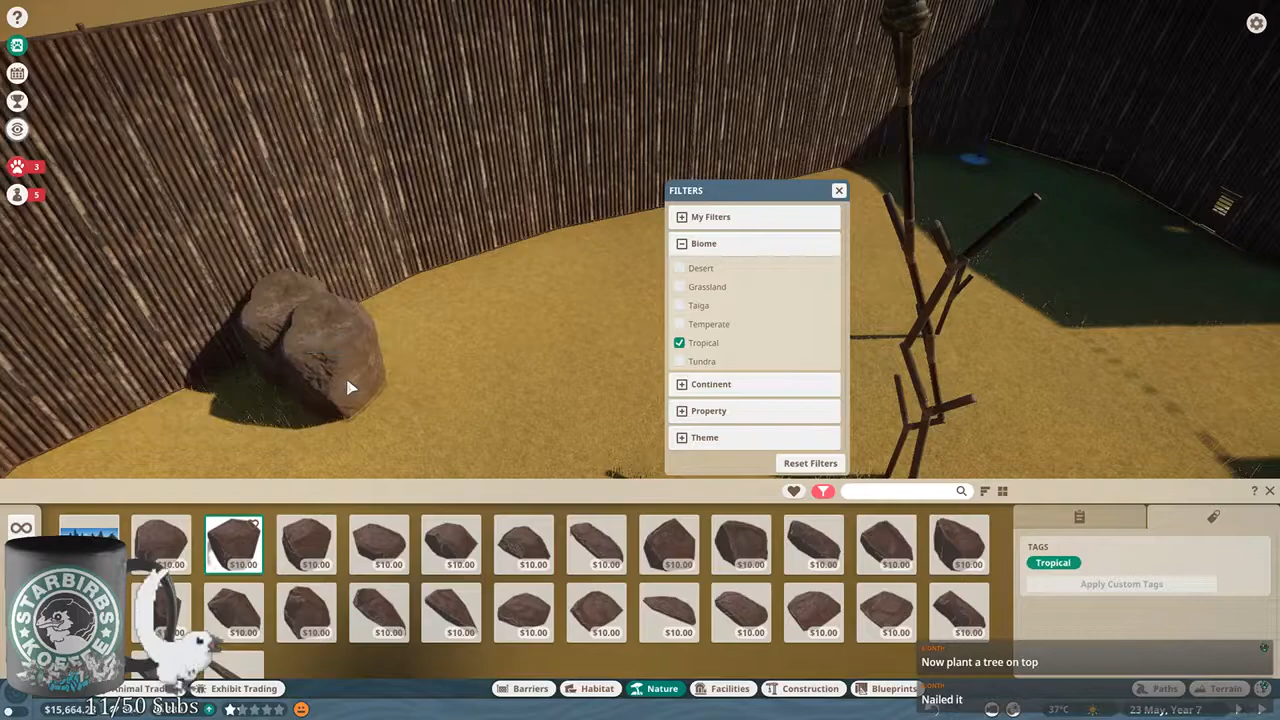 ?
3
5
FILTERS
My Filters
Biome
Desert
Grassland
Taiga
Temperate
Tropical
Tundra
Continent
Property
Theme
Reset Filters
?
$10.00 $10.00 $10.00 $10.00 $10.00 $10.00 $10.00 $10.00 $10.00 $10.00 $10.00 $10.00
$10.00 $10.00 $10.00 $10.00 $10.00 $10.00 $10.00 $10.00 $10.00 $10.00 $10.00
TAGS
Tropical
Apply Custom Tags
STARBIRBS
Now plant a tree on top
Nailed it
Exhibit Trading
Barriers
Habitat
Nature
Facilities
Construction
Blueprints
Paths
Terrain
11/50 Subs
37°C
23 May, Year 7